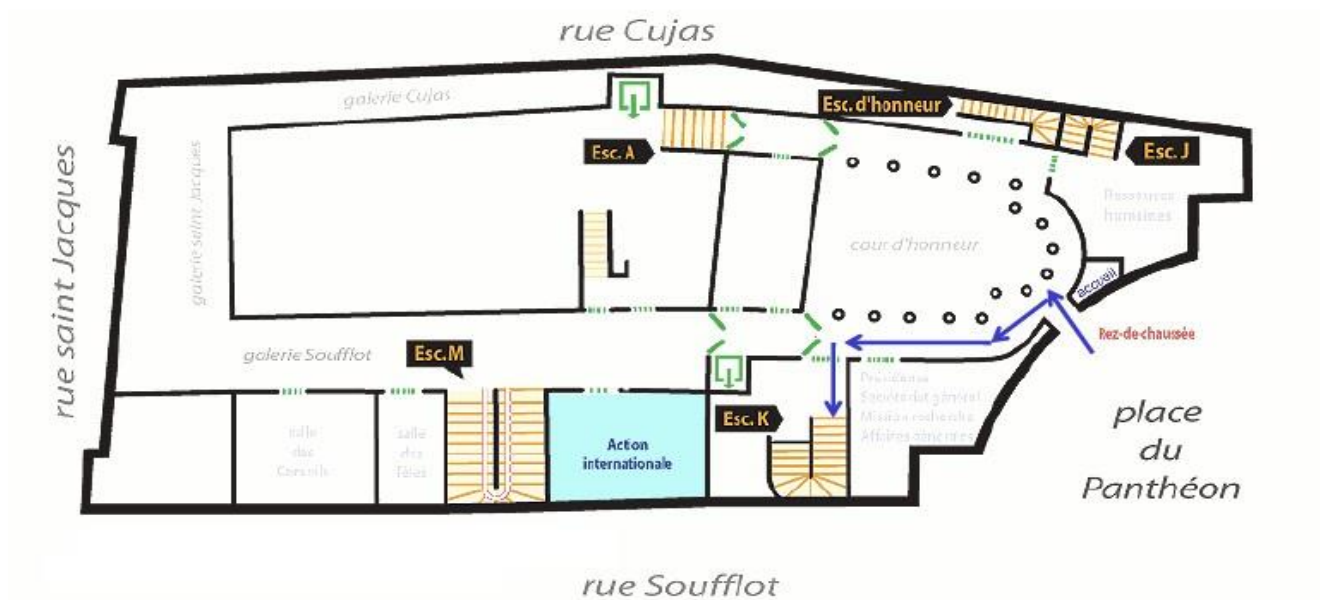 rue Cujas
galerie Cujas
Esc. d'honneur
Esc. A
Esc. J
rue saint Jacques
galerie saint Jacques
Ressources
humaines
cour d'honneur
accueil
Rez-de-chaussée
galerie Soufflot
Esc.M
Présidence
Secrétariat général
Mission recherche
Affaires générales
place
du
Panthéon
Esc. K
salle
des
Conseils
salle
des
Fêtes
Action
internationale
rue Soufflot